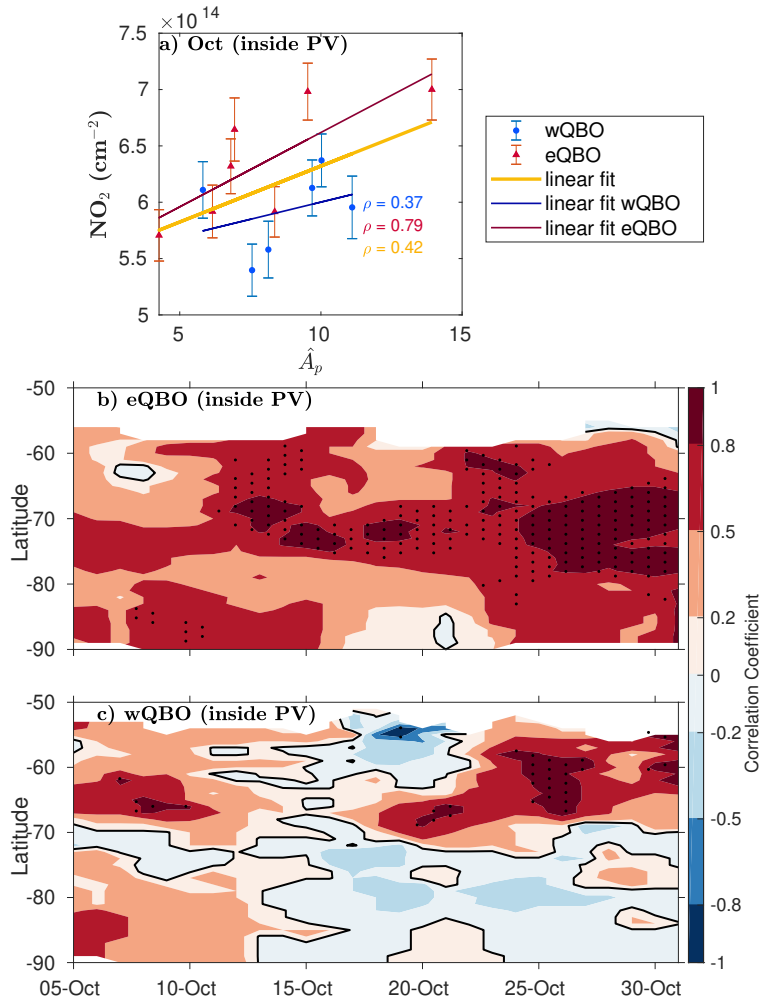 ×10 14
a) Oct (inside PV)
7.5
7
6.5
6
5.5
5
NO2 (cm−2)
ρ = 0.37
ρ = 0.79
ρ = 0.42
5
10
15
Âp
wQBO
eQBO
linear fit
linear fit wQBO
linear fit eQBO
b) eQBO (inside PV)
-50
-60
-70
-80
-90
Latitude
c) wQBO (inside PV)
-50
-60
-70
-80
-90
Latitude
05-Oct
10-Oct
15-Oct
20-Oct
25-Oct
30-Oct
1
0.8
0.5
0.2
0
-0.2
-0.5
-0.8
-1
Correlation Coefficient